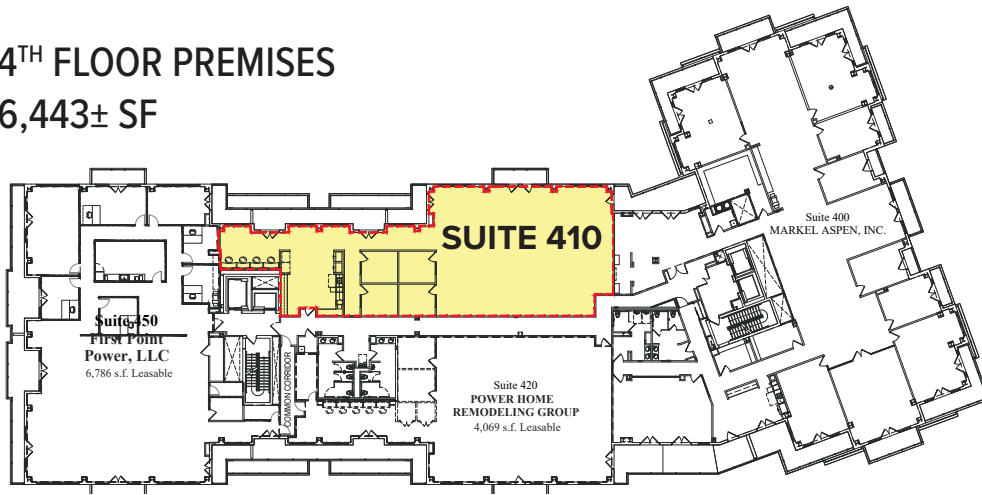 4TH FLOOR PREMISES
6,443± SF
SUITE 410
Suite 400
MARKEL ASPEN, INC.
Suite 450
First Point
Power, LLC
6,786 s.f. Leasable
COMMON CORRIDOR
Suite 420
POWER HOME
REMODELING GROUP
4,069 s.f. Leasable